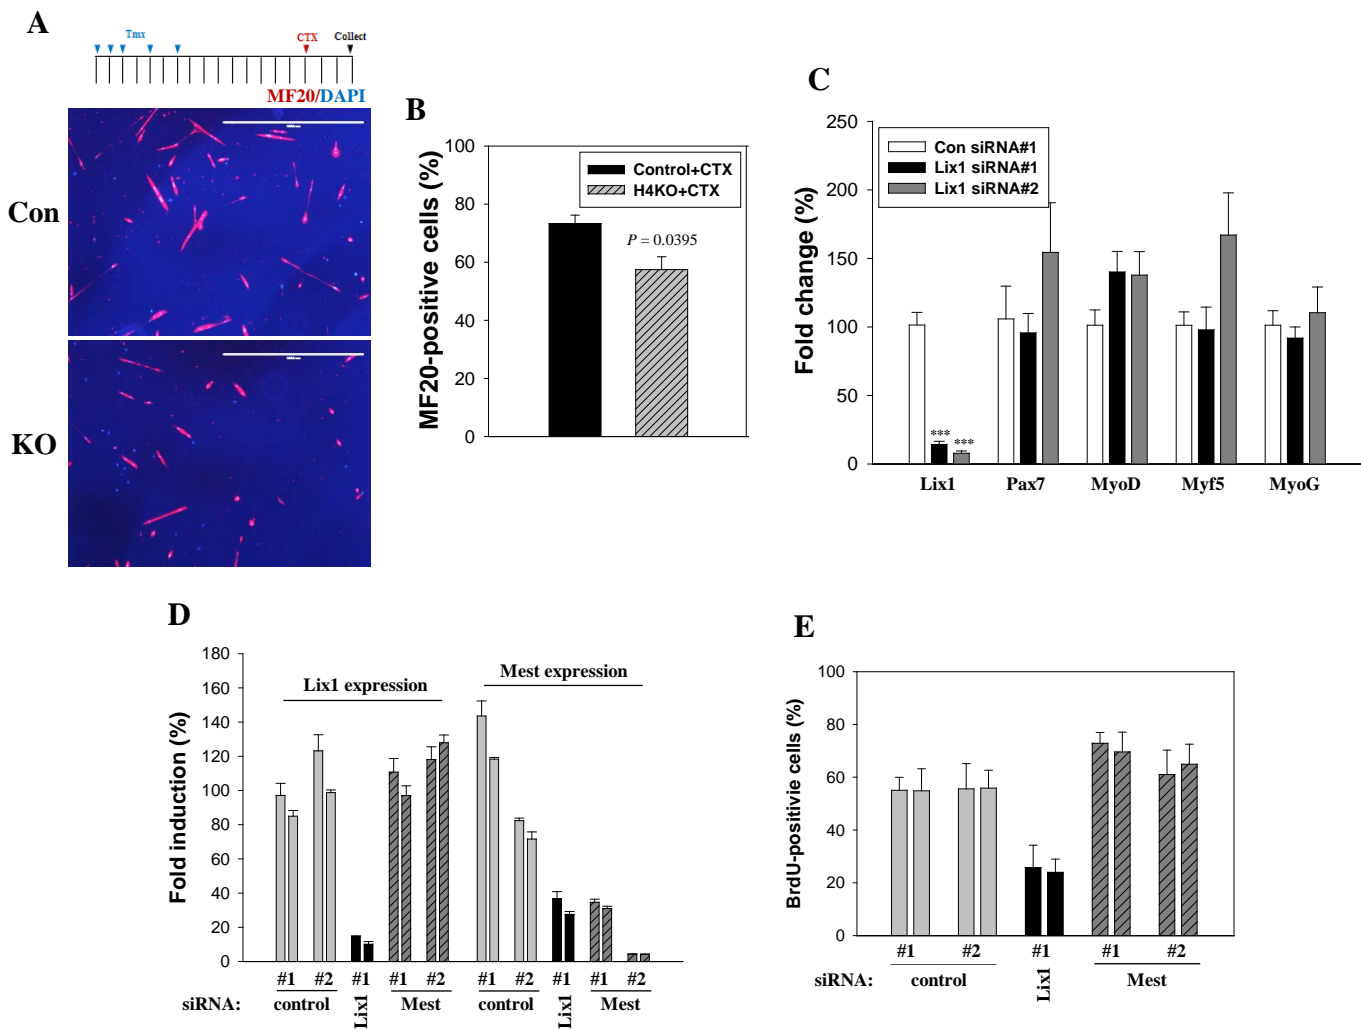 A
Tmx
CTX
Collect
MF20/DAPI
Con
KO
B
MF20-positive cells (%)
100
80
60
40
20
0
Control+CTX
H4KO+CTX
P = 0.0395
C
Fold change (%)
250
200
150
100
50
0
Con siRNA#1
Lix1 siRNA#1
Lix1 siRNA#2
***
***
Lix1 Pax7 MyoD Myf5 MyoG
D
Fold induction (%)
180
160
140
120
100
80
60
40
20
0
Lix1 expression
Mest expression
#1 #2 #1 #1 #2 #1 #2 #1 #1 #2
siRNA: control Lix1 Mest control Lix1 Mest
E
BrdU-positivie cells (%)
100
80
60
40
20
0
#1 #2 #1 #1 #2
siRNA: control Lix1 Mest